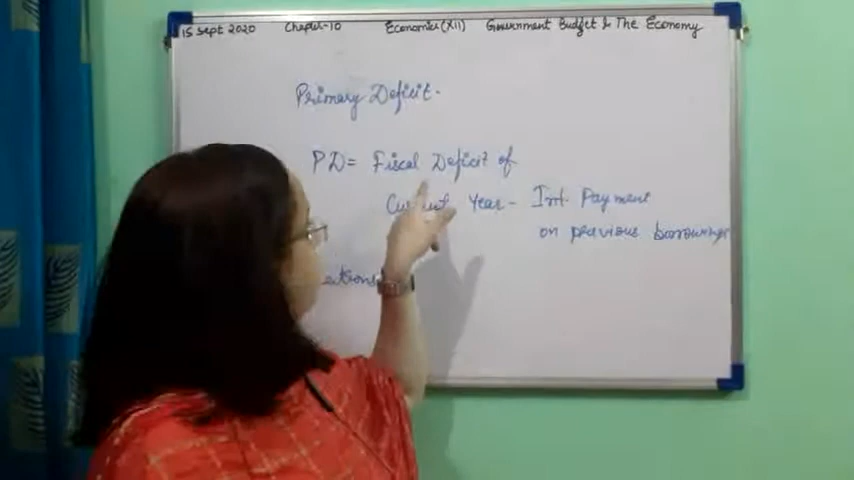 15 Sept 2020 Chapter-10 Economics(XII) Government Budget & The Economy
Primary Deficit.
PD= Fiscal Deficit of
Current Year - Int. Payment
on previous borrowings